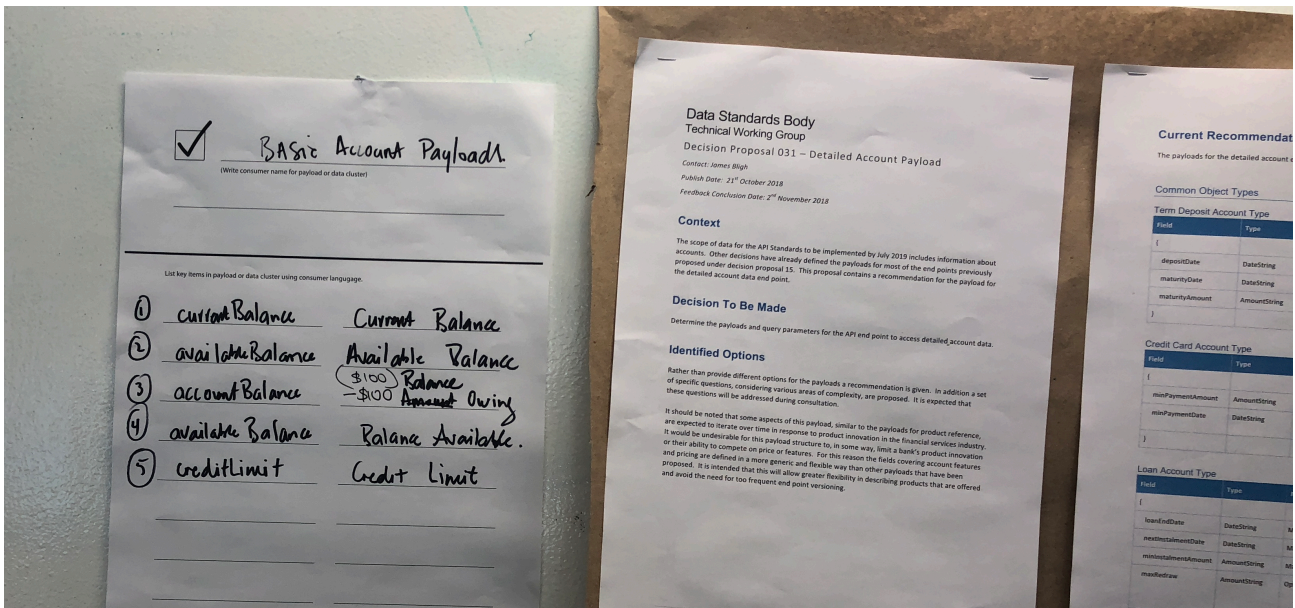 BASic Account Payloads.
(Write consumer name for payload or data cluster)
List key items in payload or data cluster using consumer langugage.
1 currentBalance Current Balance
2 availableBalance Available Balance
3 accountBalance $100 Balance
-$100 Amount Owing
4 available Balance Balance Available.
5 creditLimit Credit Limit
Data Standards Body
Technical Working Group
Decision Proposal 031 – Detailed Account Payload
Contact: James Bligh
Publish Date: 21st October 2018
Feedback Conclusion Date: 2nd November 2018
Context
The scope of data for the API Standards to be implemented by July 2019 includes information about
accounts. Other decisions have already defined the payloads for most of the end points previously
proposed under decision proposal 15. This proposal contains a recommendation for the payload for
the detailed account data end point.
Decision To Be Made
Determine the payloads and query parameters for the API end point to access detailed account data.
Identified Options
Rather than provide different options for the payloads a recommendation is given. In addition a set
of specific questions, considering various areas of complexity, are proposed. It is expected that
these questions will be addressed during consultation.
It should be noted that some aspects of this payload, similar to the payloads for product reference,
are expected to iterate over time in response to product innovation in the financial services industry.
It would be undesirable for this payload structure to, in some way, limit a bank's product innovation
or their ability to compete on price or features. For this reason the fields covering account features
and pricing are defined in a more generic and flexible way than other payloads that have been
proposed. It is intended that this will allow greater flexibility in describing products that are offered
and avoid the need for too frequent end point versioning.
Current Recommendat
The payloads for the detailed account
Common Object Types
Term Deposit Account Type
Field Type
{
depositDate DateString
maturityDate DateString
maturityAmount AmountString
}
Credit Card Account Type
Field Type
{
minPaymentAmount AmountString
minPaymentDate DateString
}
Loan Account Type
Field Type
{
loanEndDate DateString
nextInstalmentDate DateString
minInstalmentAmount AmountString
maxRedraw AmountString